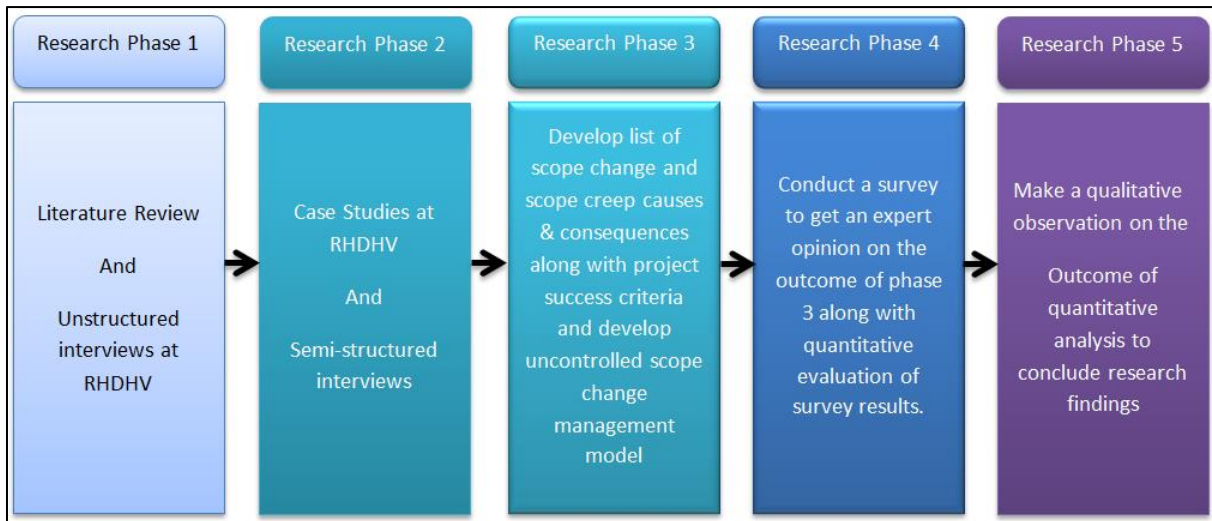 Research Phase 1
Literature Review
And
Unstructured
interviews at
RHDHV
Research Phase 2
Case Studies at
RHDHV
And
Semi-structured
interviews
Research Phase 3
Develop list of
scope change and
scope creep causes
& consequences
along with project
success criteria
and develop
uncontrolled scope
change
management
model
Research Phase 4
Conduct a survey
to get an expert
opinion on the
outcome of phase
3 along with
quantitative
evaluation of
survey results.
Research Phase 5
Make a qualitative
observation on the
Outcome of
quantitative
analysis to
conclude research
findings